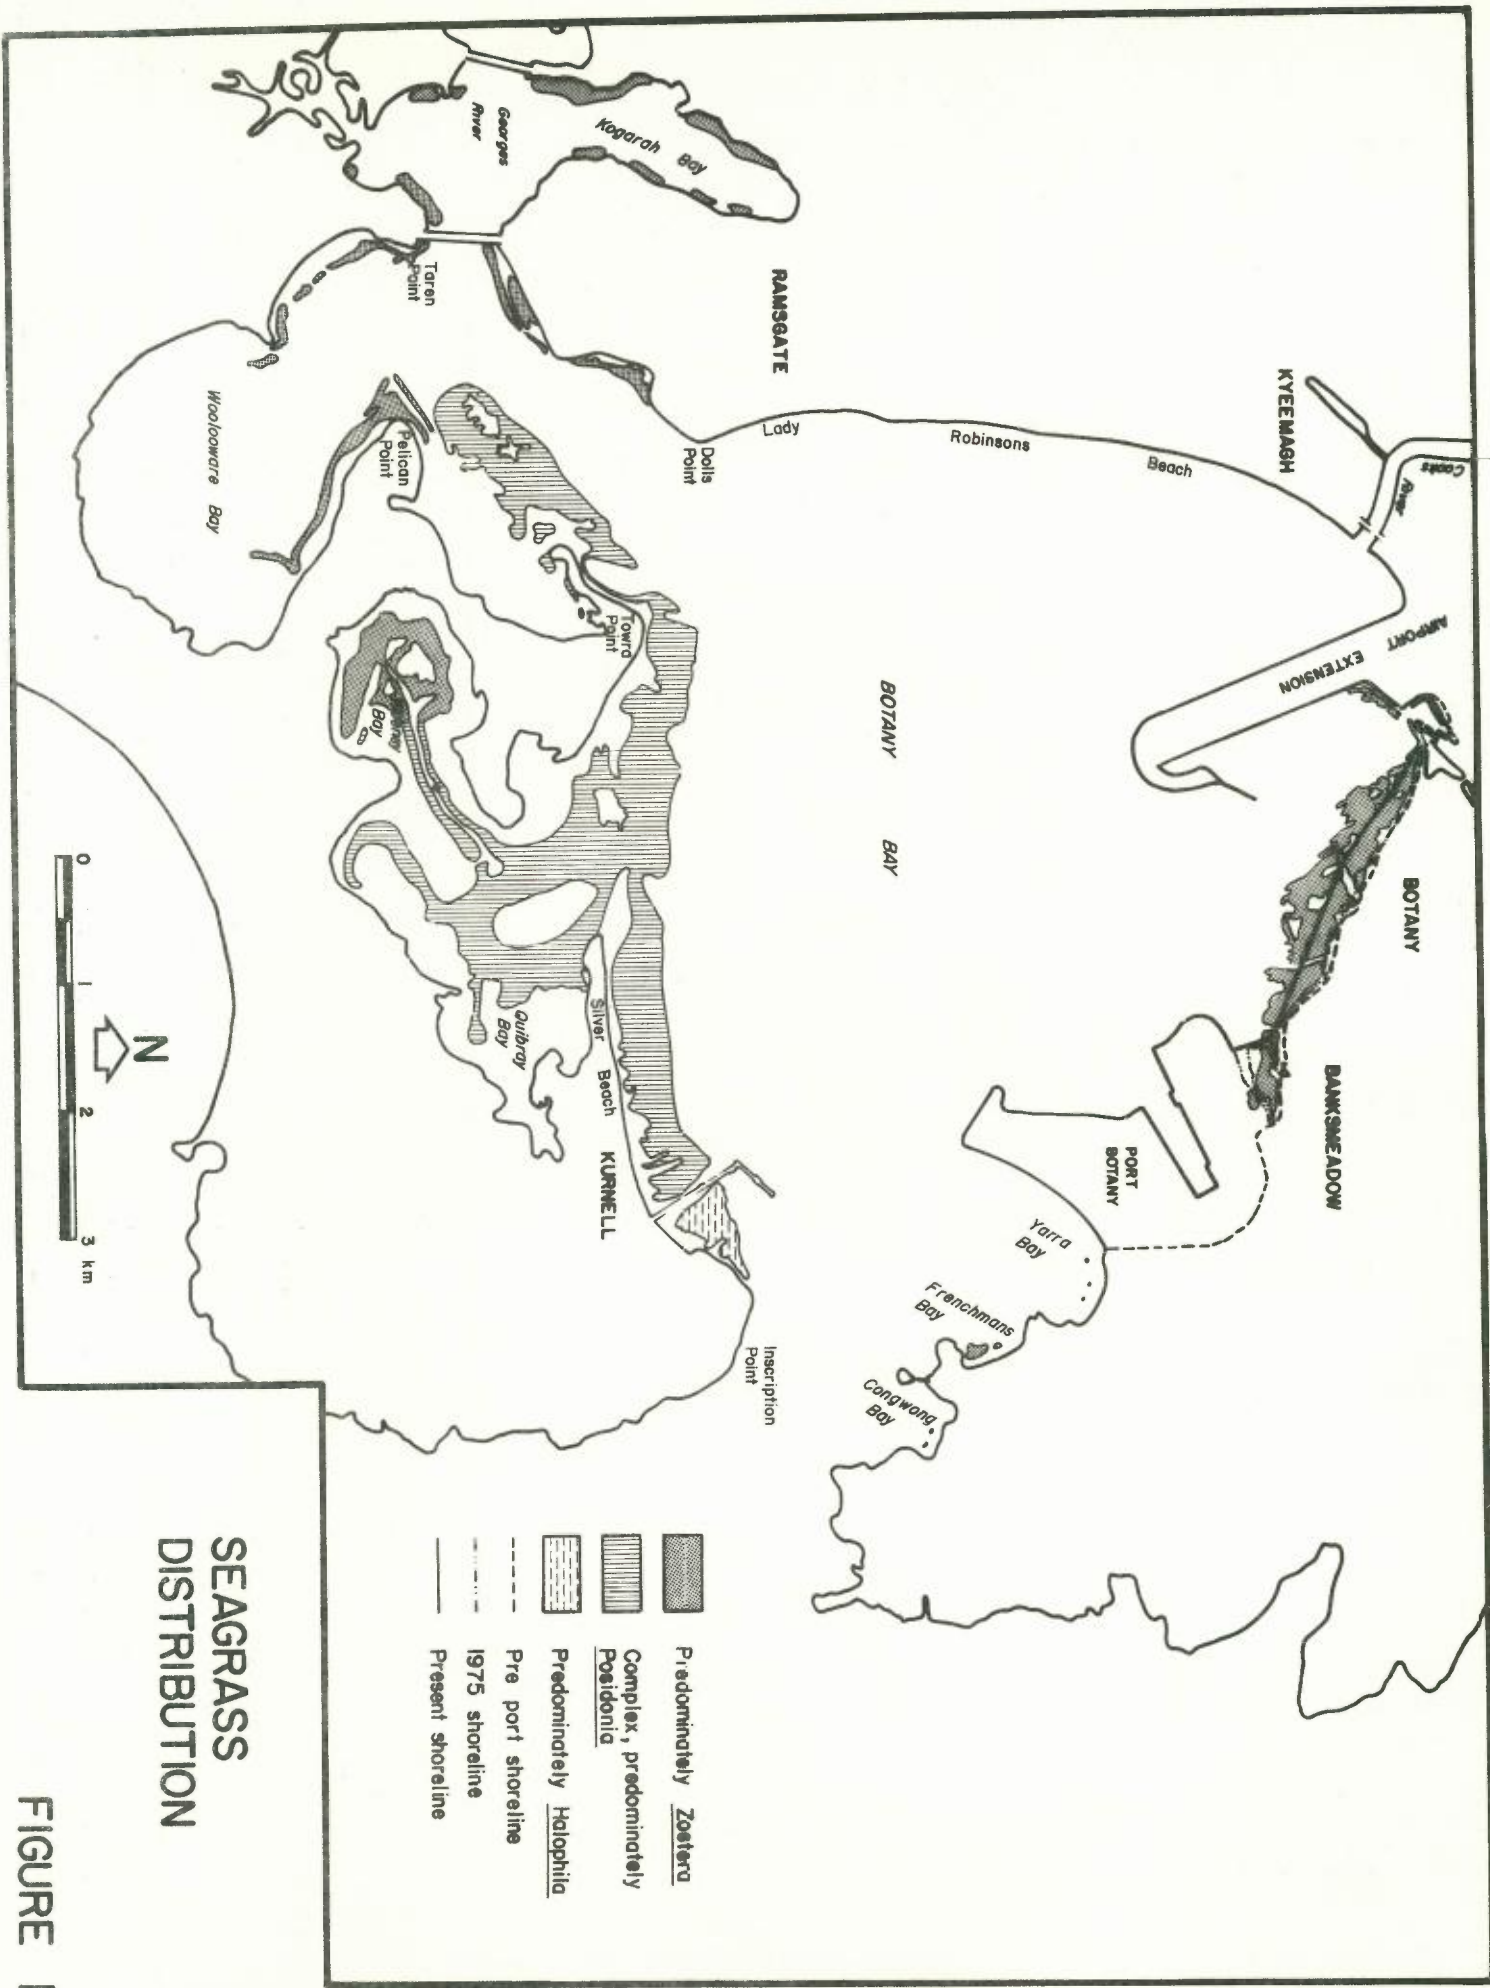 Cooks
River
KYEEMAGH
AIRPORT
EXTENSION
BOTANY
BANKSMEADOW
PORT
BOTANY
Lady
Robinsons
Beach
RAMSGATE
Kogarah Bay
Georges
River
Dolls
Point
BOTANY BAY
Yarra
Bay
Frenchmans
Bay
Congwong
Bay
Taren
Point
Pelican
Point
Towra
Point
Woolooware Bay
Bay
Quibray
Bay
Silver Beach
KURNELL
Inscription
Point
N
0 1 2 3 km
Predominately Zostera
Complex, predominately
Posidonia
Predominately Halophila
Pre port shoreline
1975 shoreline
Present shoreline
SEAGRASS
DISTRIBUTION
FIGURE